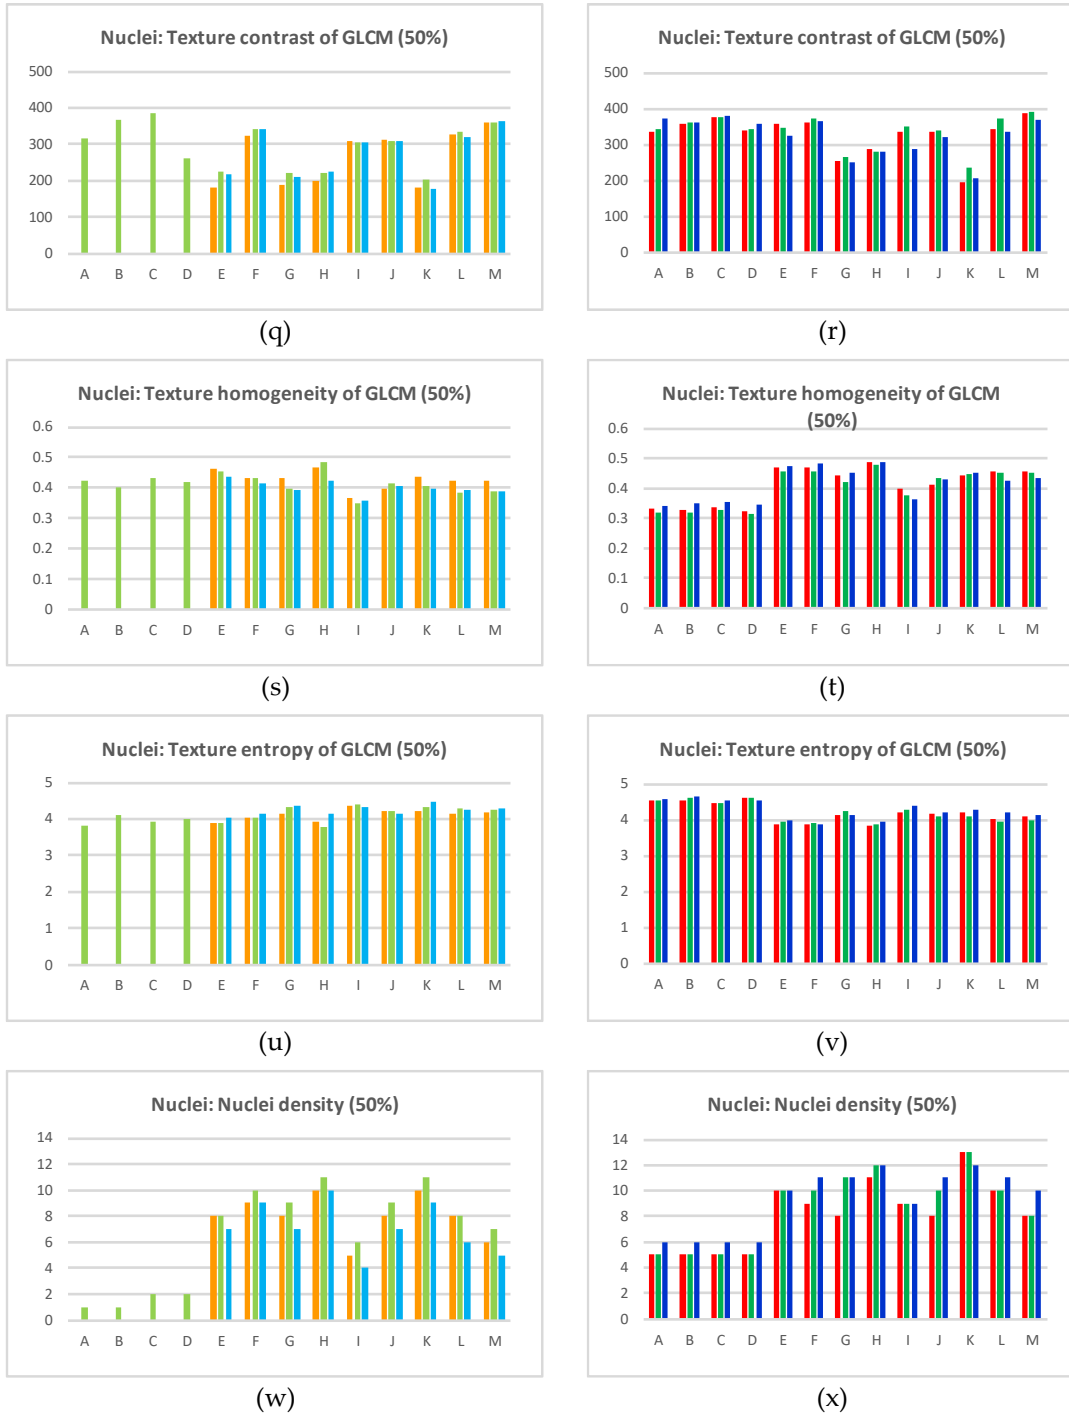 Nuclei: Texture contrast of GLCM (50%)
500
400
300
200
100
0
A B C D E F G H I J K L M
(q)
Nuclei: Texture contrast of GLCM (50%)
500
400
300
200
100
0
A B C D E F G H I J K L M
(r)
Nuclei: Texture homogeneity of GLCM (50%)
0.6
0.5
0.4
0.3
0.2
0.1
0
A B C D E F G H I J K L M
(s)
Nuclei: Texture homogeneity of GLCM
(50%)
0.6
0.5
0.4
0.3
0.2
0.1
0
A B C D E F G H I J K L M
(t)
Nuclei: Texture entropy of GLCM (50%)
5
4
3
2
1
0
A B C D E F G H I J K L M
(u)
Nuclei: Texture entropy of GLCM (50%)
5
4
3
2
1
0
A B C D E F G H I J K L M
(v)
Nuclei: Nuclei density (50%)
14
12
10
8
6
4
2
0
A B C D E F G H I J K L M
(w)
Nuclei: Nuclei density (50%)
14
12
10
8
6
4
2
0
A B C D E F G H I J K L M
(x)